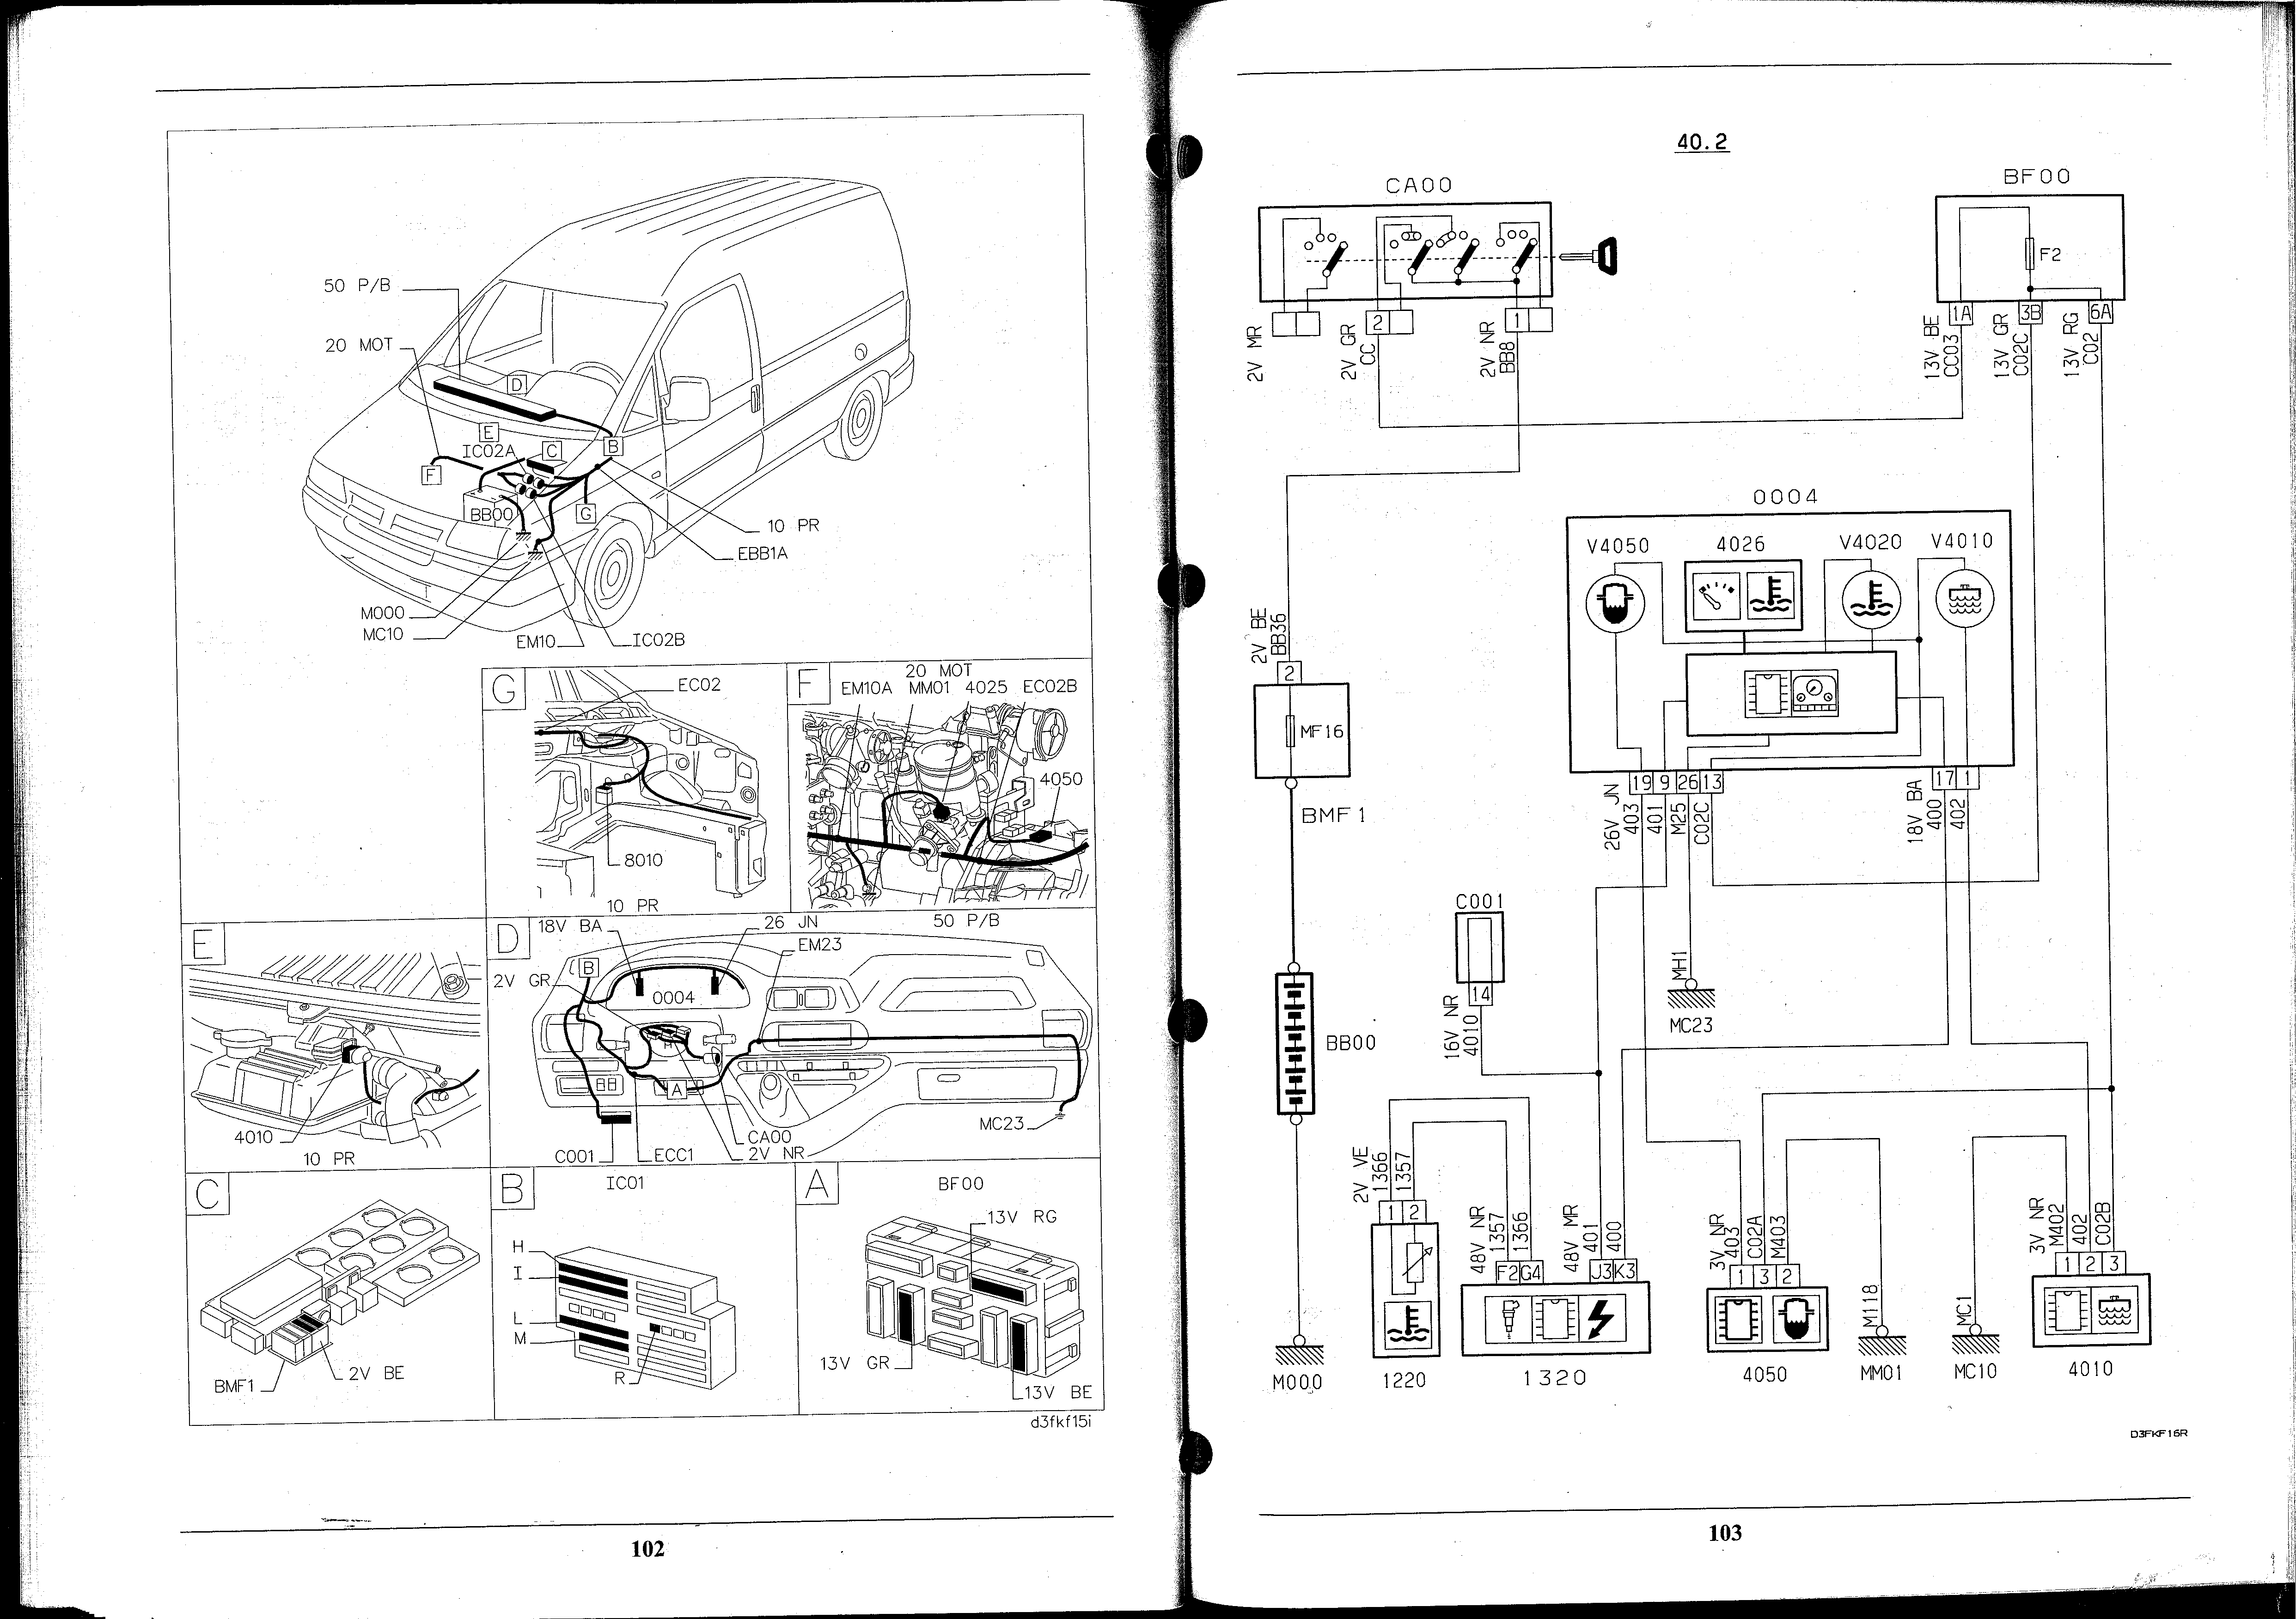 50 P/B
20 MOT
D
E
IC02A
C
B
F
BB00
G
10 PR
EBB1A
M000
MC10
EM10
IC02B
G
EC02
8010
10 PR
F
20 MOT
EM10A MM01 4025 EC02B
4050
50 P/B
E
4010
10 PR
D
18V BA
26 JN
EM23
B
2V GR
0004
A
MC23
CA00
C001
ECC1
2V NR
C
BMF1
2V BE
B
IC01
H
I
L
M
R
A
BF00
13V RG
13V GR
13V BE
d3fkf15i
102
40.2
CA00
BF00
F2
2
1
1A
3B
6A
2V MR
2V GR
CC
2V NR
BB8
13V BE
CC03
13V GR
C02C
13V RG
C02
0004
V4050
4026
V4020
V4010
2V BE
BB36
2
MF16
BMF1
19
9
26
13
17
1
26V JN
403
401
M25
C02C
18V BA
400
402
C001
14
16V NR
4010
MH1
MC23
BB00
2V VE
1366
1357
1
2
48V NR
1357
1366
F2
G4
48V MR
401
400
J3
K3
3V NR
403
C02A
M403
1
3
2
M118
MC1
3V NR
M402
402
C02B
1
2
3
M000
1220
1320
4050
MM01
MC10
4010
D3FKF16R
103